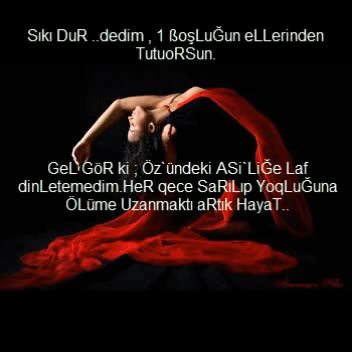 Sıkı DuR ..dedim , 1 ßoşLuĞun eLLerinden
TutuoRSun.
GeL GöR ki ; Öz`ündeki ASi`LiĞe Laf
dinLetemedim.HeR qece SaRıLıp YoqLuĞuna
ÖLüme Uzanmaktı aRtık HayaT..